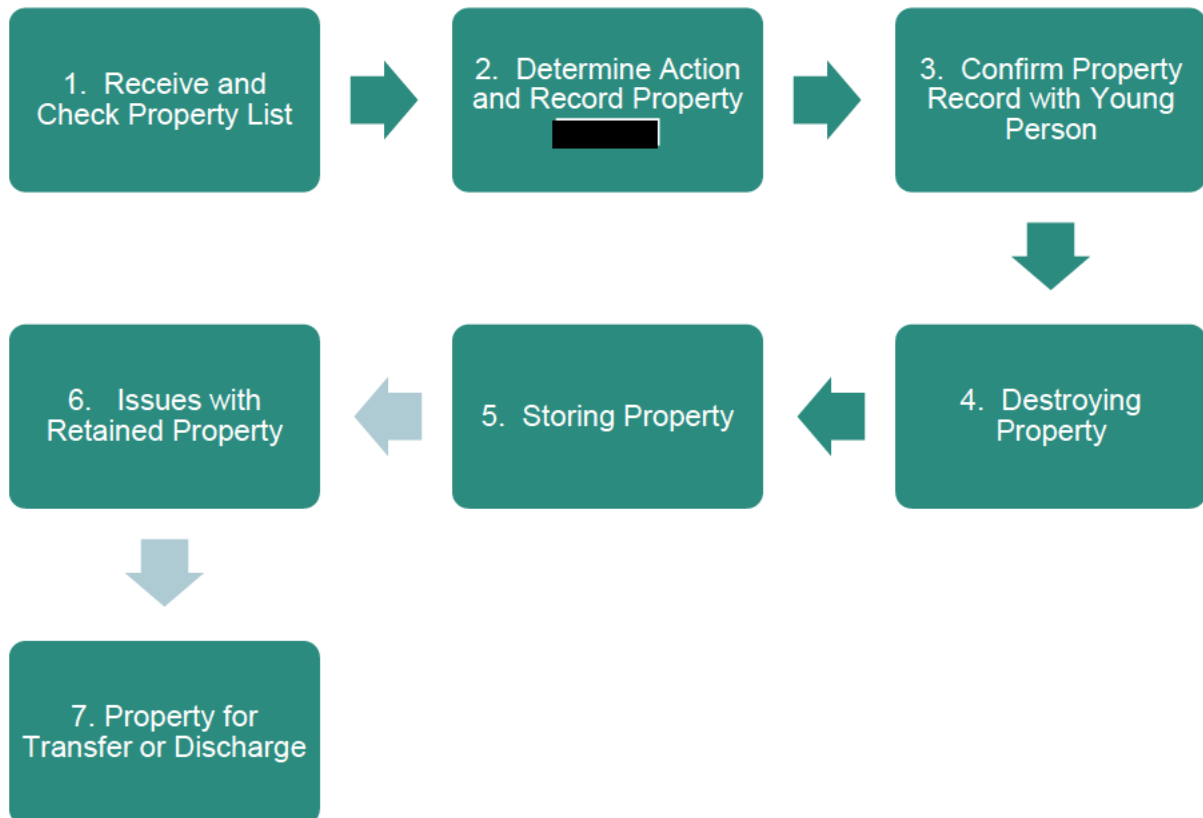 1.  Receive and
Check Property List
2.  Determine Action
and Record Property
3.  Confirm Property
Record with Young
Person
4.  Destroying
Property
5.  Storing Property
6.   Issues with
Retained Property
7. Property for
Transfer or Discharge